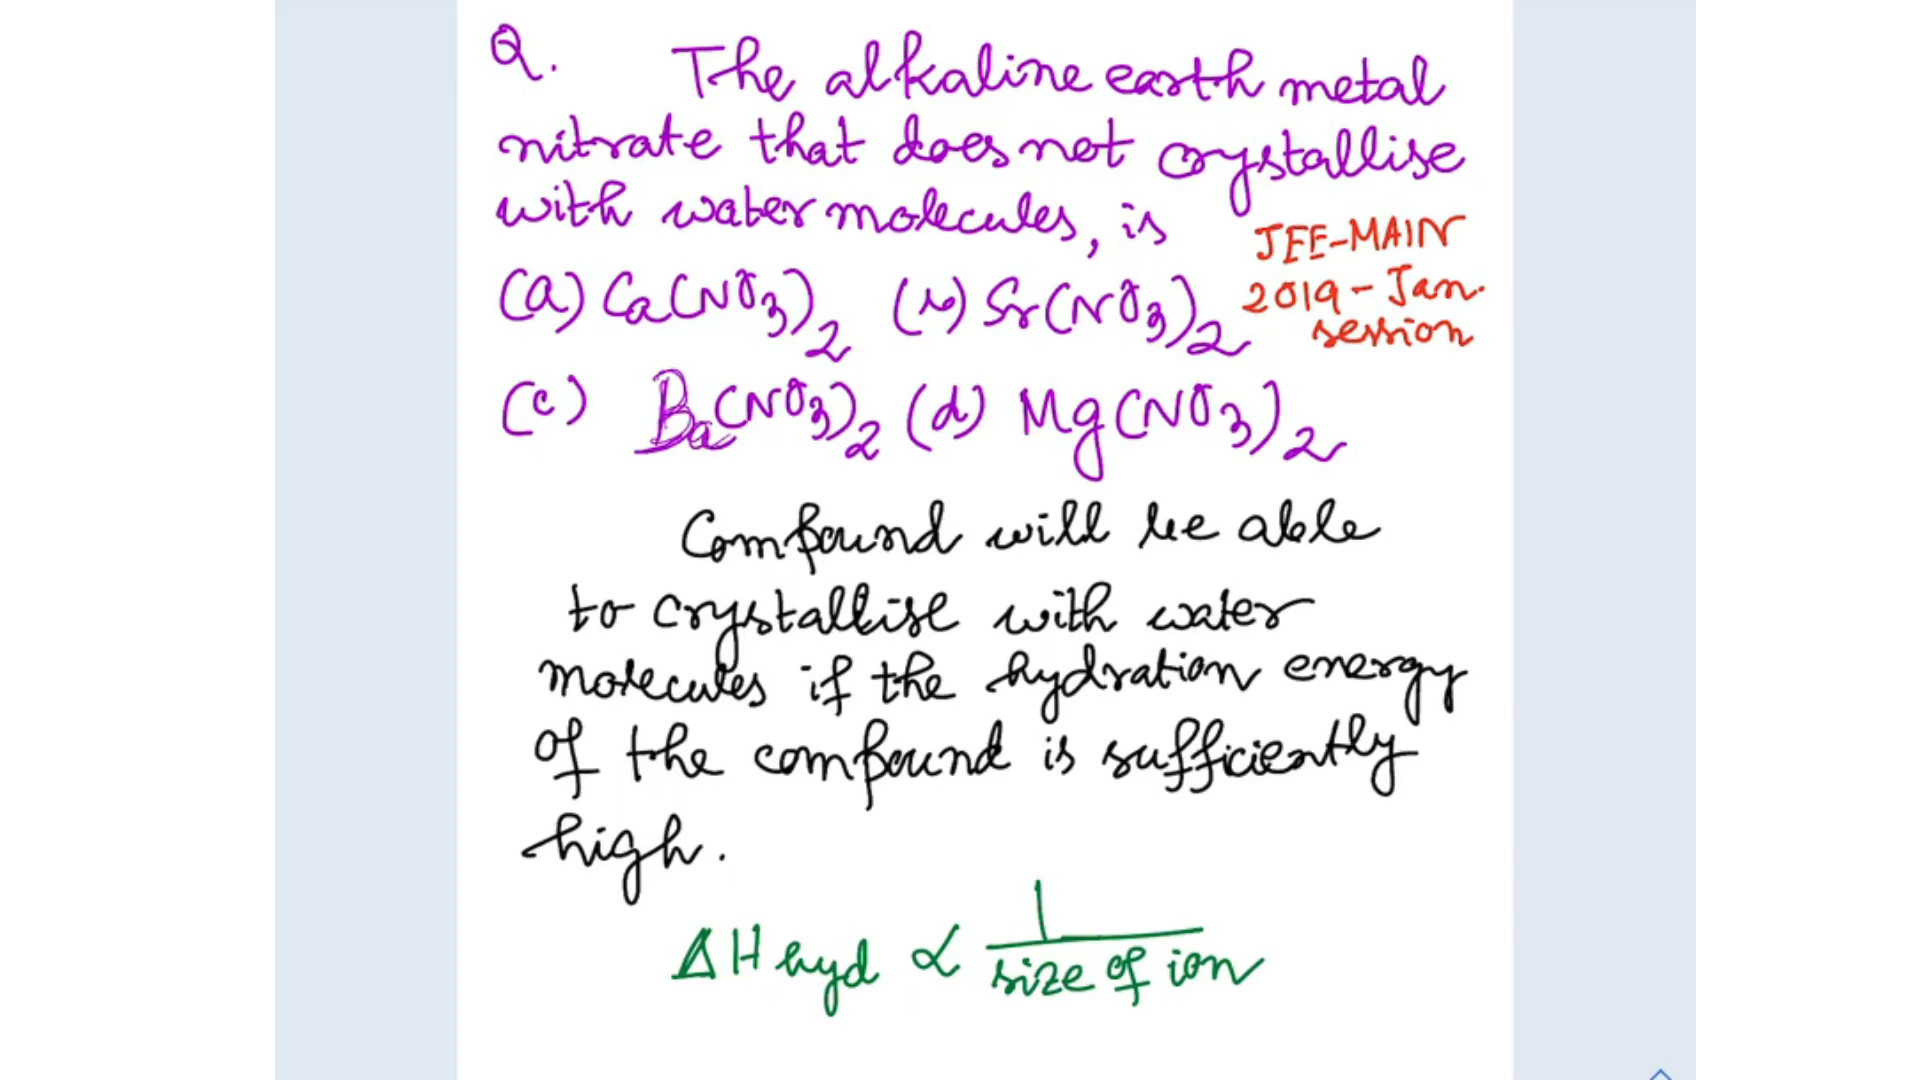 Q. The alkaline earth metal
nitrate that does not crystallise
with water molecules, is
JEE-MAIN
2019-Jan.
session
(a) Ca(NO3)2 (b) Sr(NO3)2
(c) Ba(NO3)2 (d) Mg(NO3)2
Compound will be able
to crystallise with water
molecules if the hydration energy
of the compound is sufficiently
high.
ΔH hyd ∝ 1/size of ion